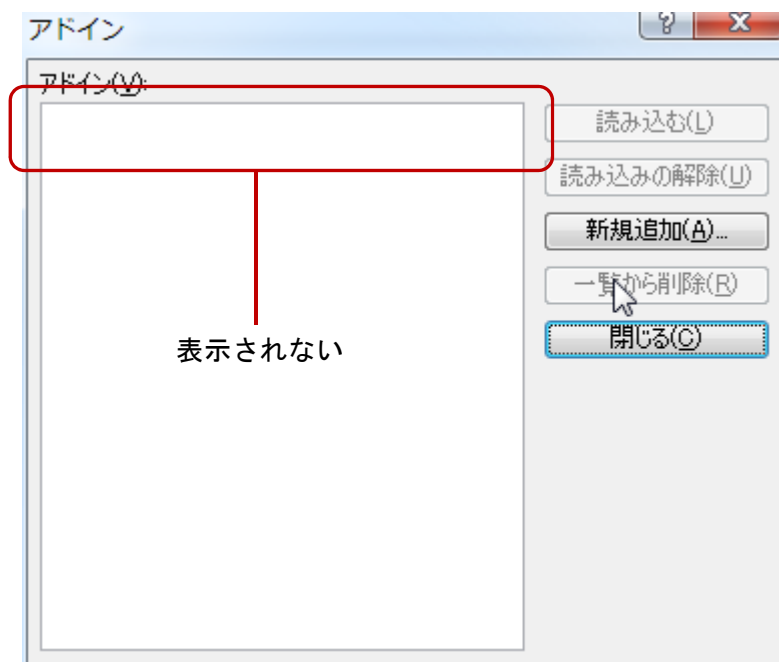 アドイン
アドイン(V):
読み込む(L)
読み込みの解除(U)
新規追加(A)...
一覧から削除(R)
閉じる(C)
表示されない